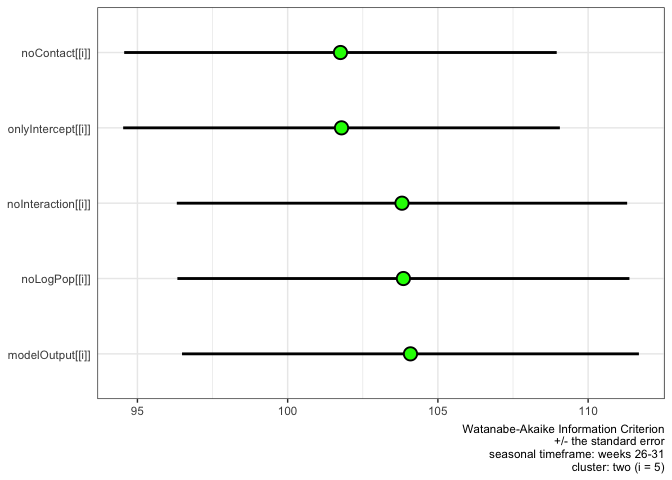 noContact[[i]]
onlyIntercept[[i]]
noInteraction[[i]]
noLogPop[[i]]
modelOutput[[i]]
95 100 105 110
Watanabe-Akaike Information Criterion
+/- the standard error
seasonal timeframe: weeks 26-31
cluster: two (i = 5)